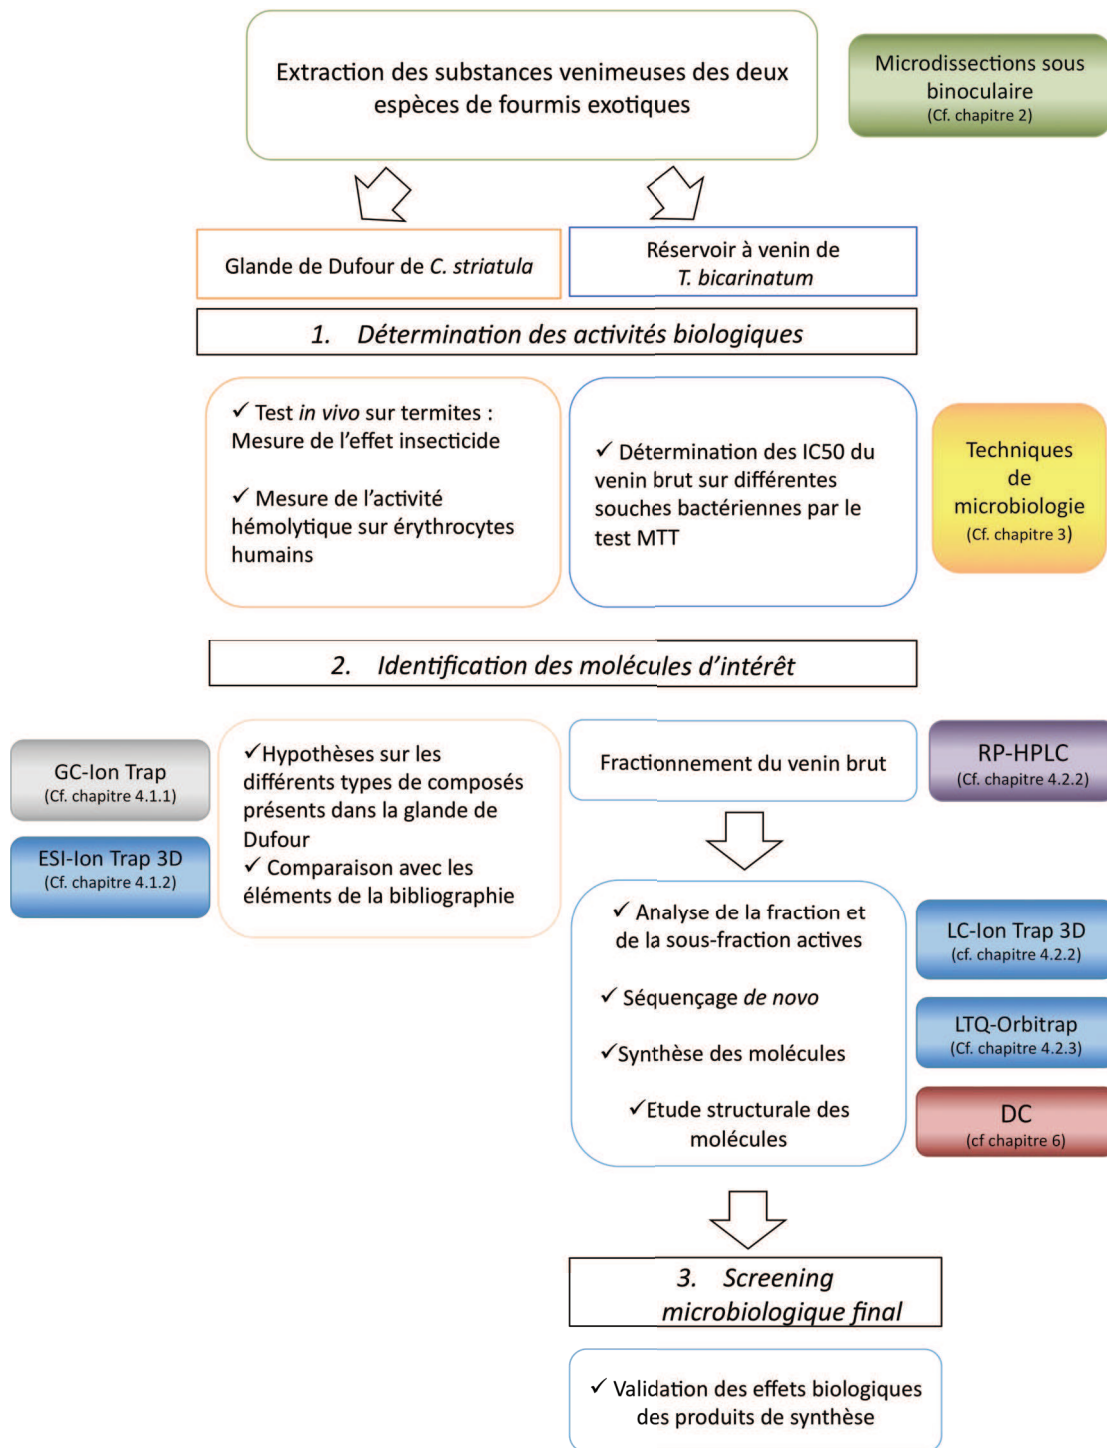 Extraction des substances venimeuses des deux
espèces de fourmis exotiques
Microdissections sous
binoculaire
(Cf. chapitre 2)
Glande de Dufour de C. striatula
Réservoir à venin de
T. bicarinatum
1. Détermination des activités biologiques
✓ Test in vivo sur termites :
Mesure de l'effet insecticide
✓ Mesure de l'activité
hémolytique sur érythrocytes
humains
✓ Détermination des IC50 du
venin brut sur différentes
souches bactériennes par le
test MTT
Techniques
de
microbiologie
(Cf. chapitre 3)
2. Identification des molécules d'intérêt
GC-Ion Trap
(Cf. chapitre 4.1.1)
ESI-Ion Trap 3D
(Cf. chapitre 4.1.2)
✓Hypothèses sur les
différents types de composés
présents dans la glande de
Dufour
✓ Comparaison avec les
éléments de la bibliographie
Fractionnement du venin brut
RP-HPLC
(Cf. chapitre 4.2.2)
✓ Analyse de la fraction et
de la sous-fraction actives
✓ Séquençage de novo
✓Synthèse des molécules
✓Etude structurale des
molécules
LC-Ion Trap 3D
(cf. chapitre 4.2.2)
LTQ-Orbitrap
(Cf. chapitre 4.2.3)
DC
(cf chapitre 6)
3. Screening
microbiologique final
✓ Validation des effets biologiques
des produits de synthèse